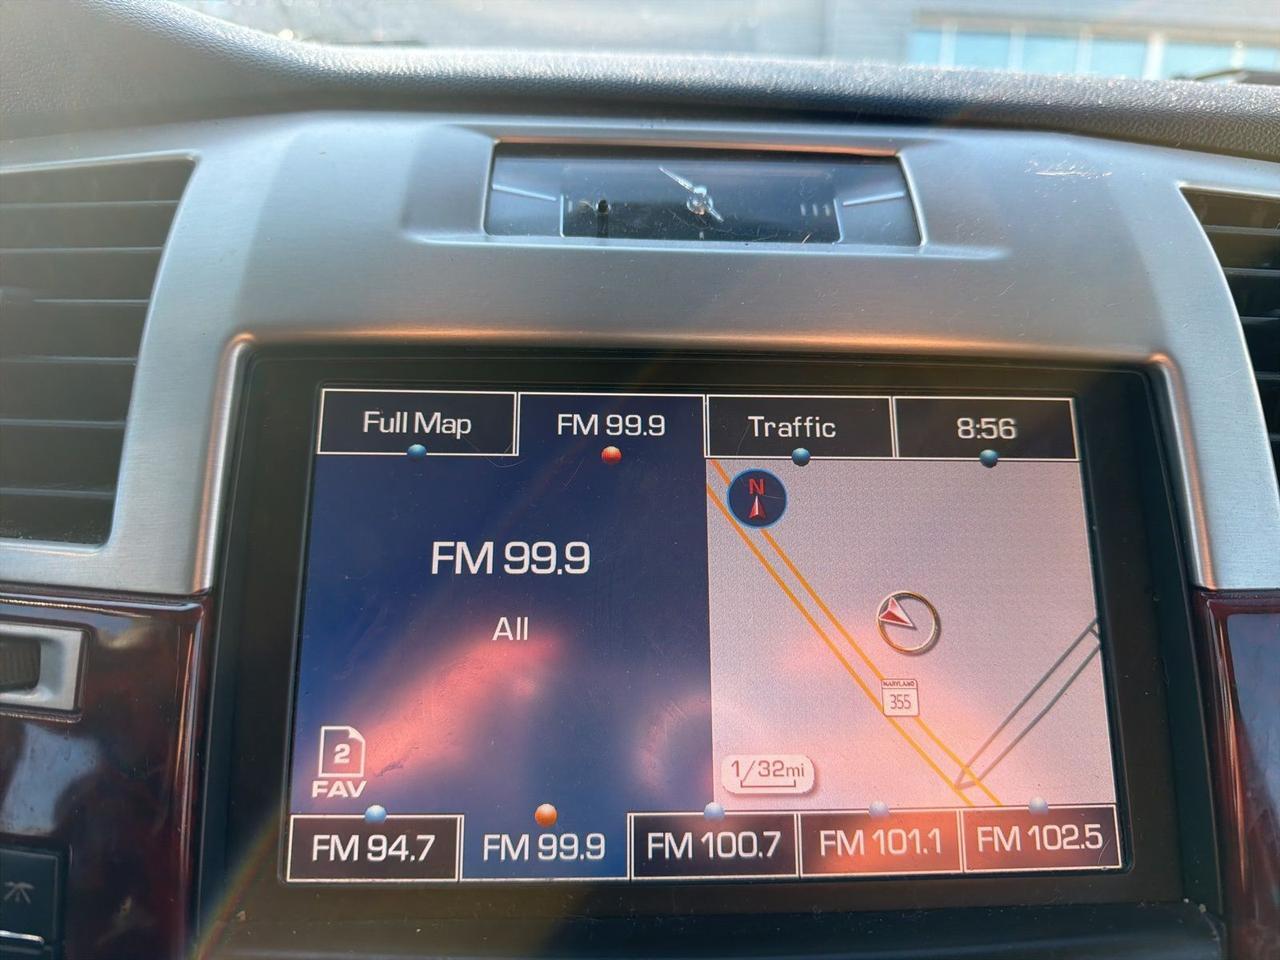 Full Map
FM 99.9
Traffic
8:56
N
FM 99.9
All
MARYLAND
355
2
FAV
1/32mi
FM 94.7
FM 99.9
FM 100.7
FM 101.1
FM 102.5